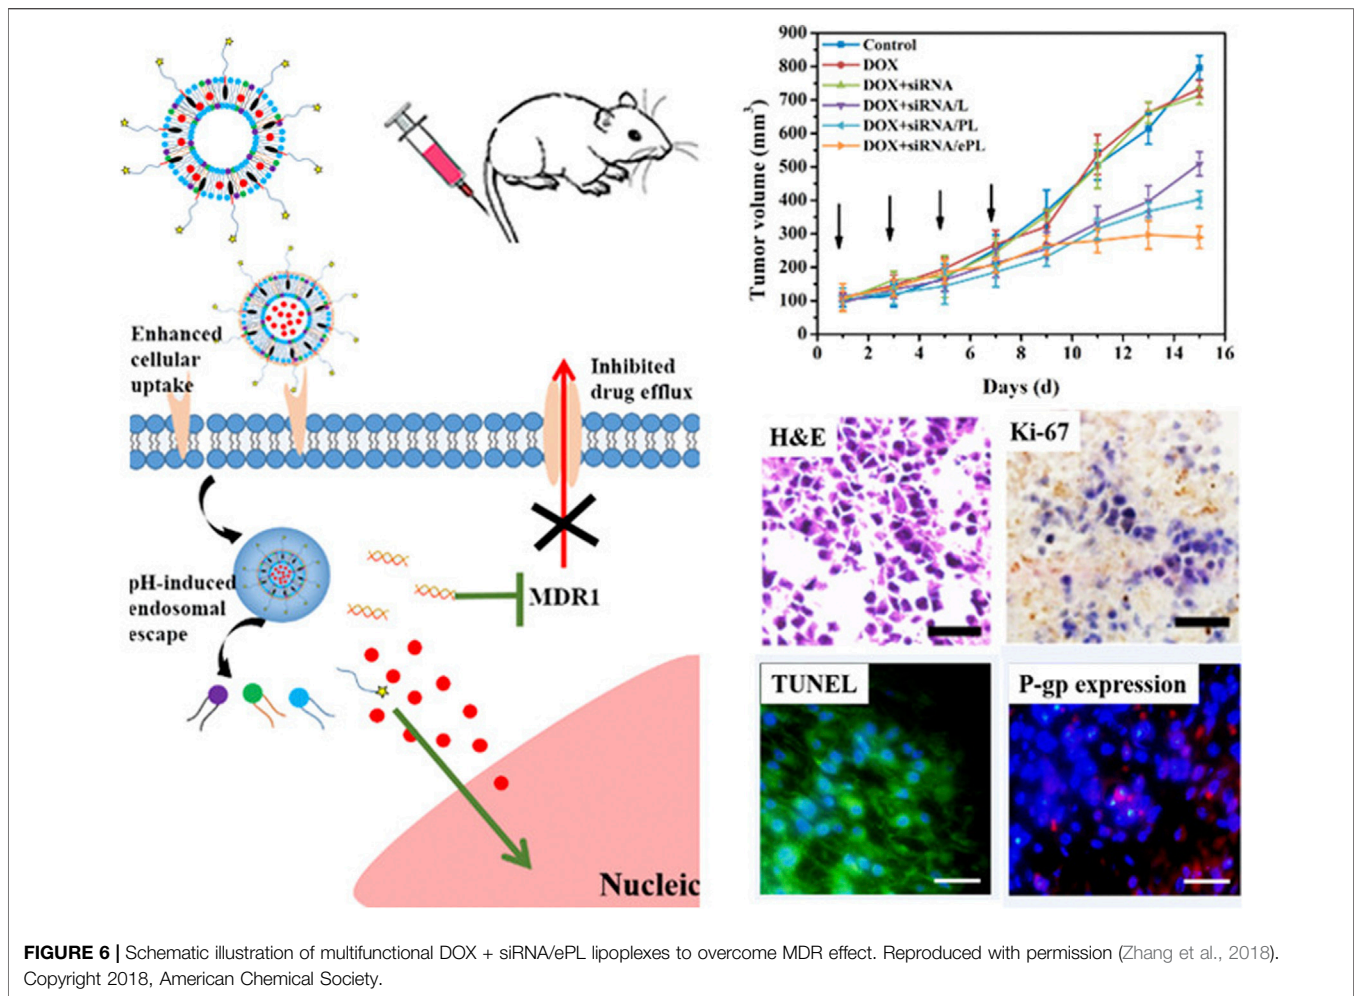 Enhanced
cellular
uptake
Inhibited
drug efflux
pH-induced
endosomal
escape
MDR1
Nucleic
Control
DOX
DOX+siRNA
DOX+siRNA/L
DOX+siRNA/PL
DOX+siRNA/ePL
Tumor volume (mm³)
900
800
700
600
500
400
300
200
100
0
0 2 4 6 8 10 12 14 16
Days (d)
H&E
Ki-67
TUNEL
P-gp expression
FIGURE 6 | Schematic illustration of multifunctional DOX + siRNA/ePL lipoplexes to overcome MDR effect. Reproduced with permission (Zhang et al., 2018).
Copyright 2018, American Chemical Society.